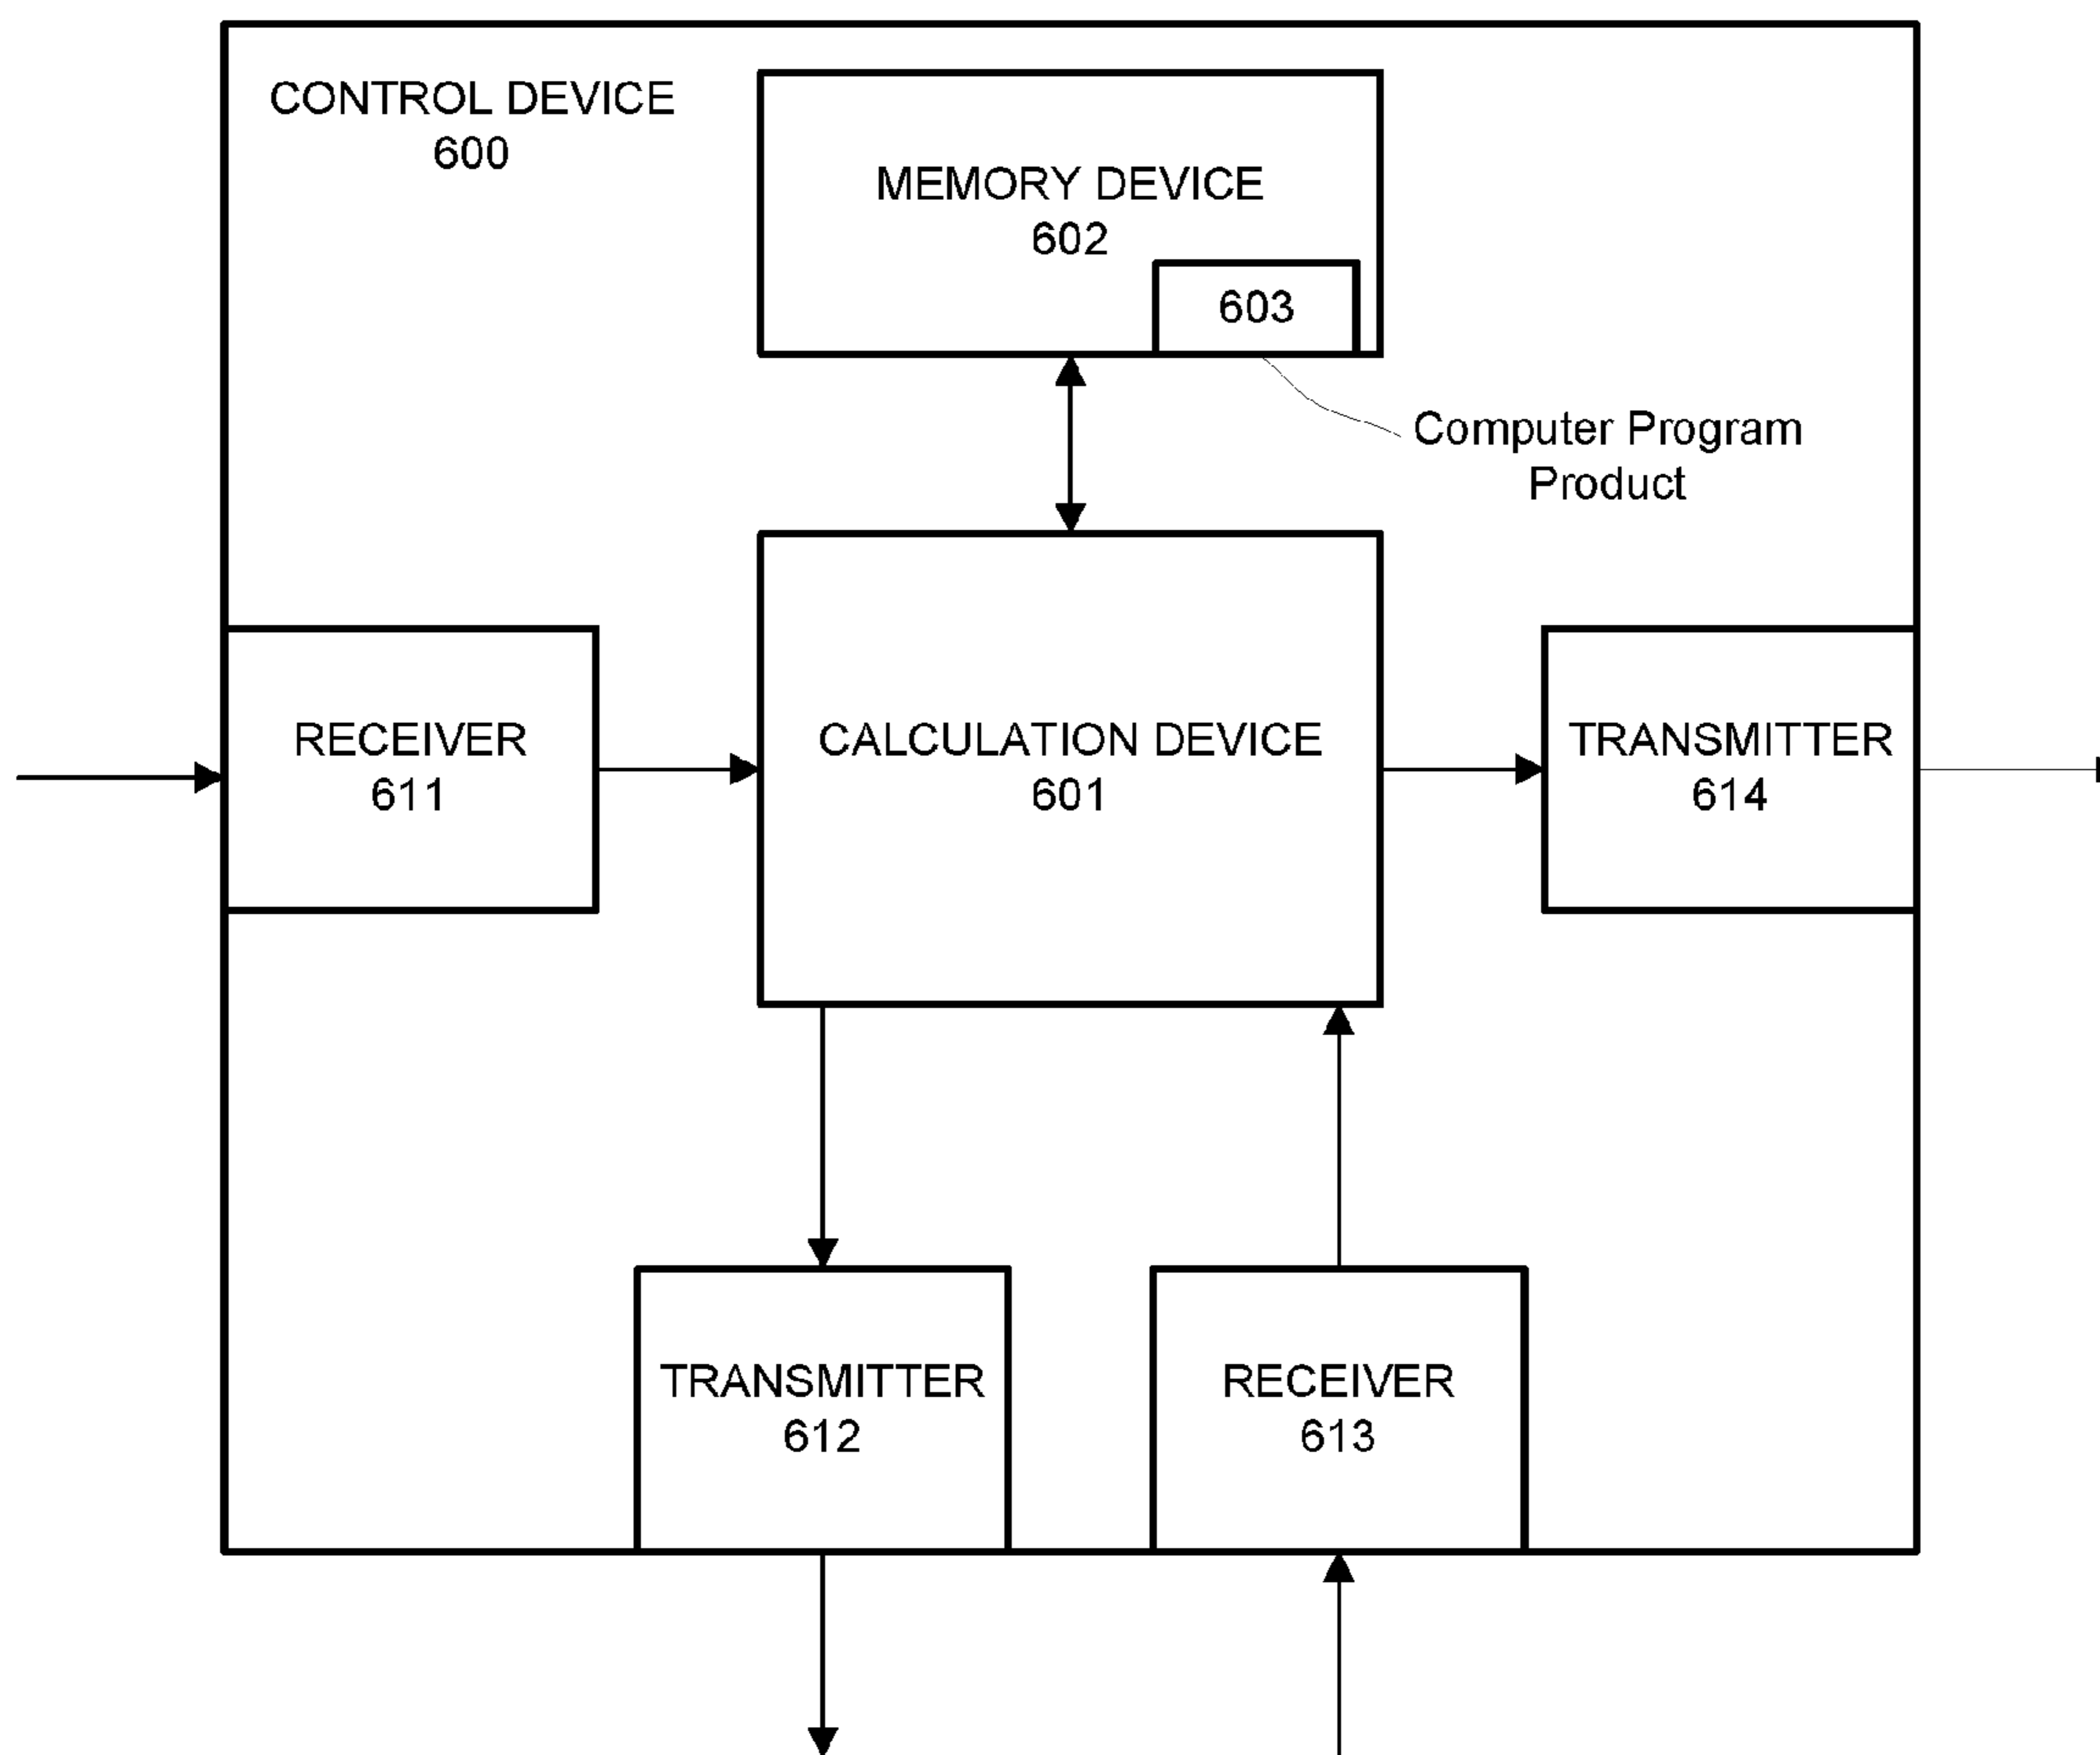 CONTROL DEVICE
600
MEMORY DEVICE
602
603
Computer Program
Product
RECEIVER
611
CALCULATION DEVICE
601
TRANSMITTER
614
TRANSMITTER
612
RECEIVER
613